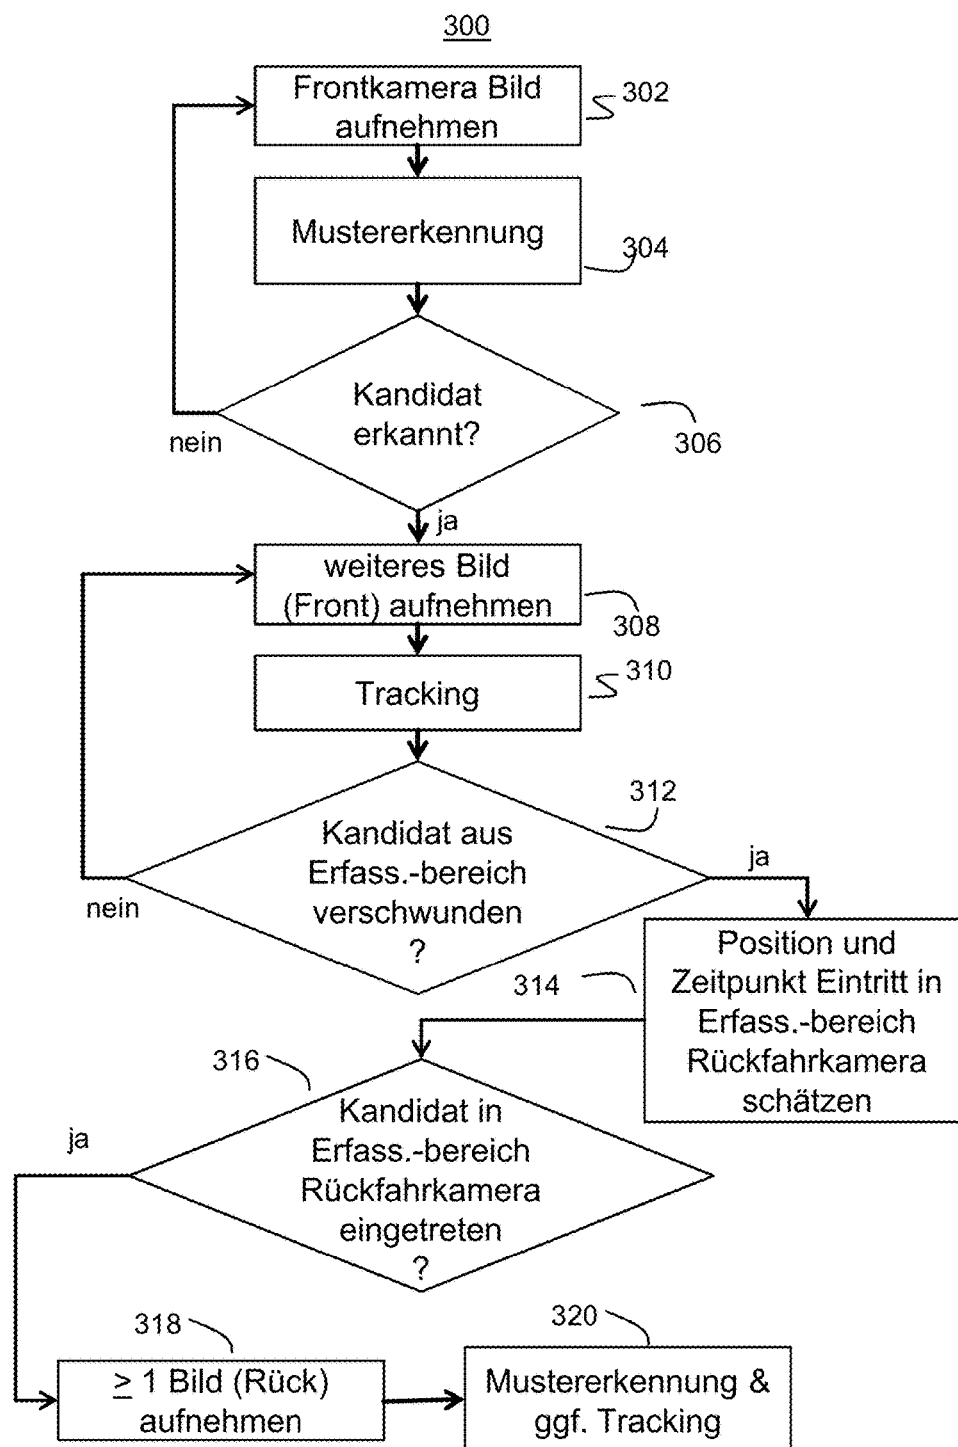 300
Frontkamera Bild
aufnehmen
302
Mustererkennung
304
Kandidat
erkannt?
306
nein
ja
weiteres Bild
(Front) aufnehmen
308
Tracking
310
312
Kandidat aus
Erfass.-bereich
verschwunden
?
nein
ja
314
Position und
Zeitpunkt Eintritt in
Erfass.-bereich
Rückfahrkamera
schätzen
316
Kandidat in
Erfass.-bereich
Rückfahrkamera
eingetreten
?
ja
318
≥ 1 Bild (Rück)
aufnehmen
320
Mustererkennung &
ggf. Tracking